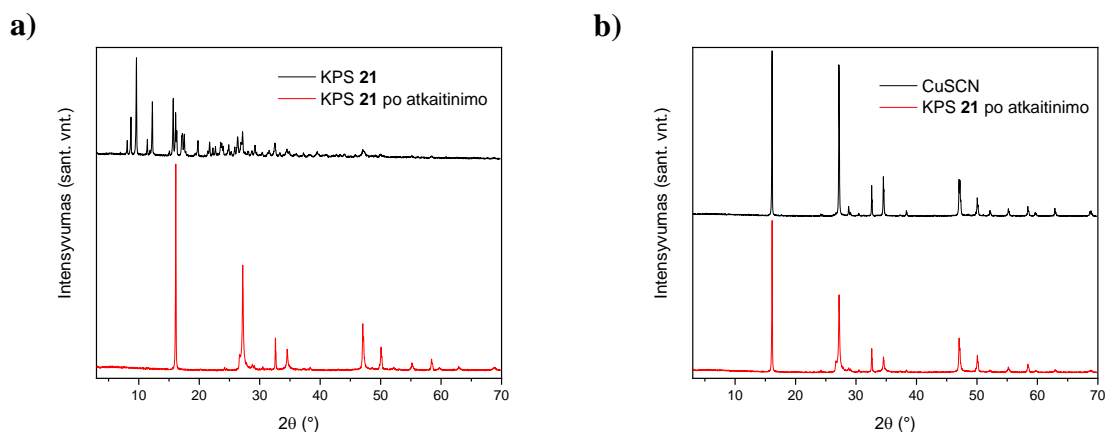 a)
KPS 21
KPS 21 po atkaitinimo
Intensyvumas (sant. vnt.)
10 20 30 40 50 60 70
2θ (°)
b)
CuSCN
KPS 21 po atkaitinimo
Intensyvumas (sant. vnt.)
10 20 30 40 50 60 70
2θ (°)